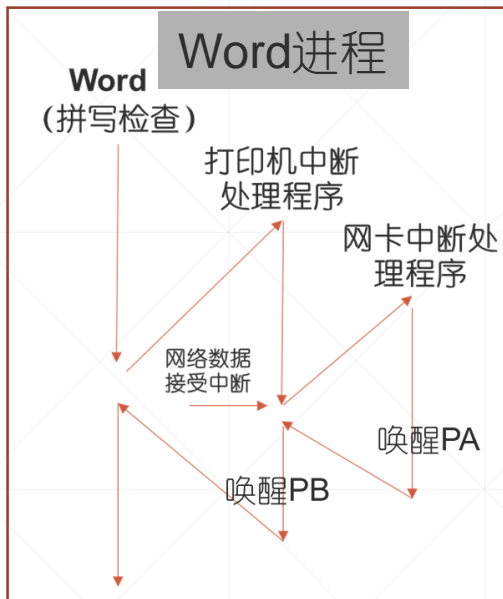 Word进程
Word
(拼写检查)
打印机中断
处理程序
网卡中断处
理程序
网络数据
接受中断
唤醒PA
唤醒PB